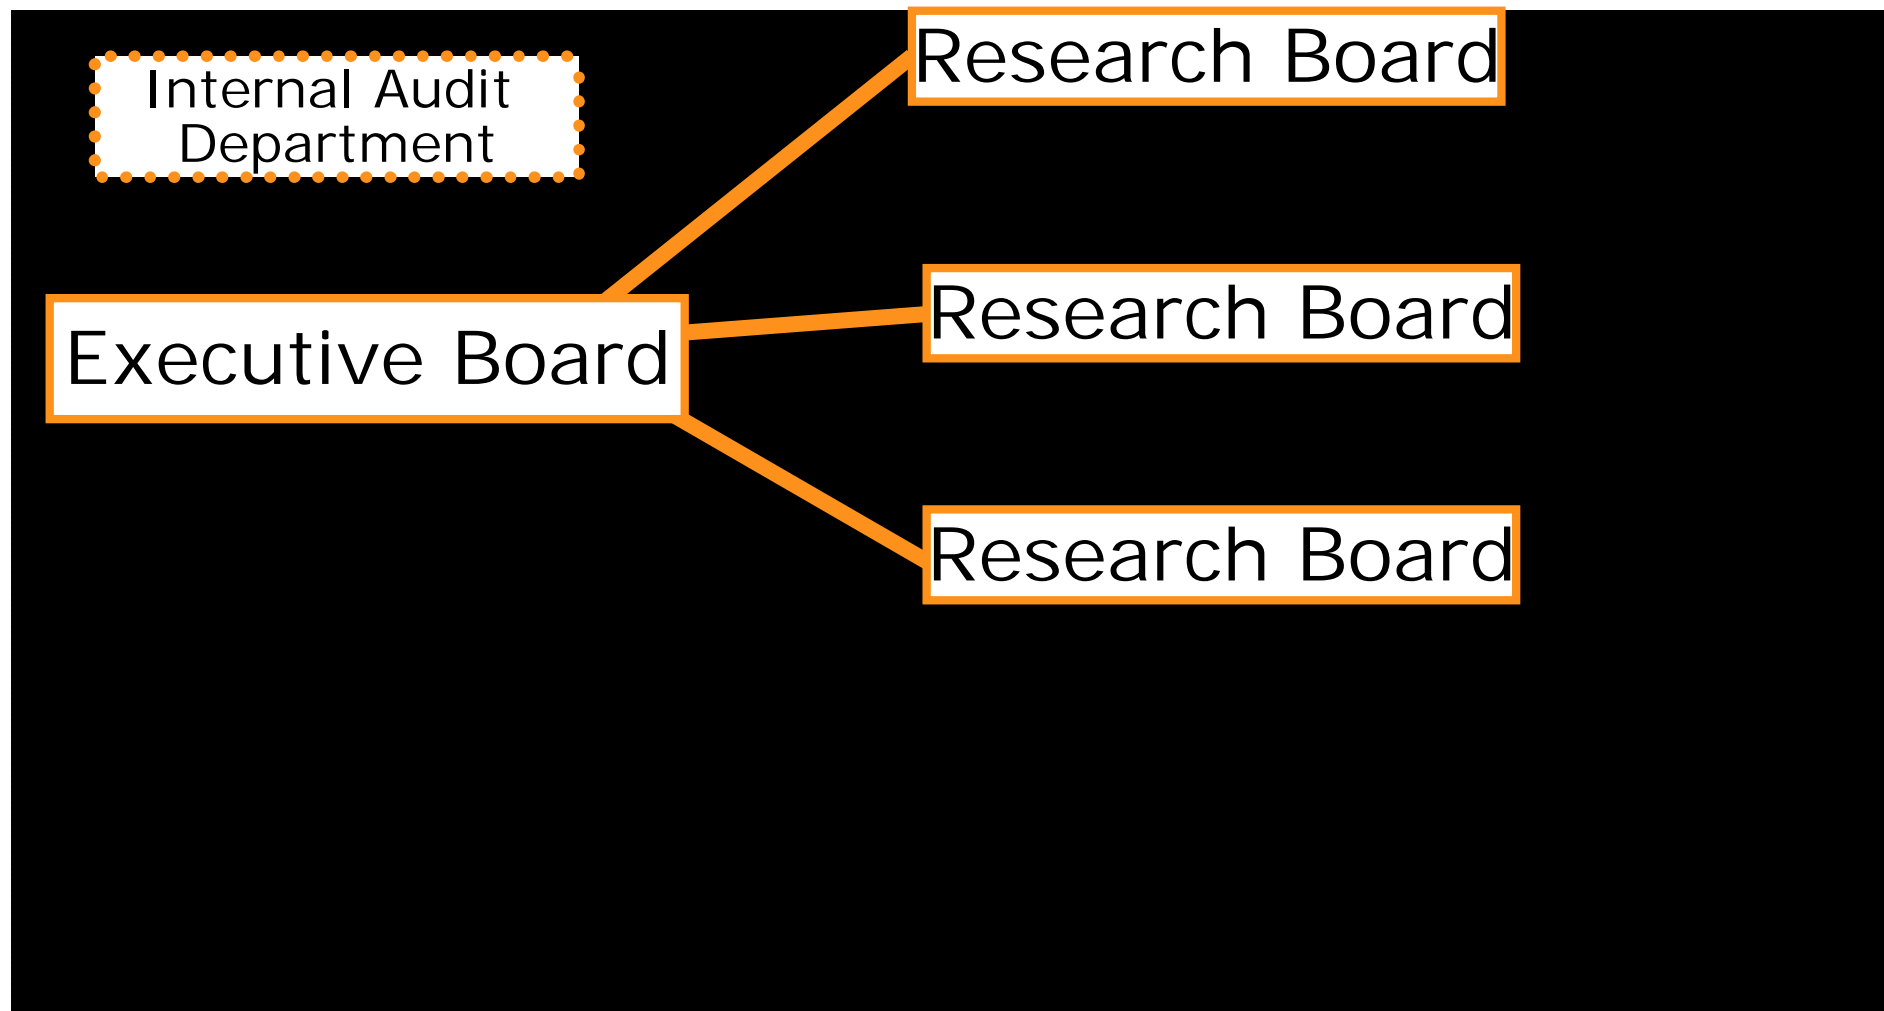 Internal Audit
Department
Executive Board
Research Board
Research Board
Research Board